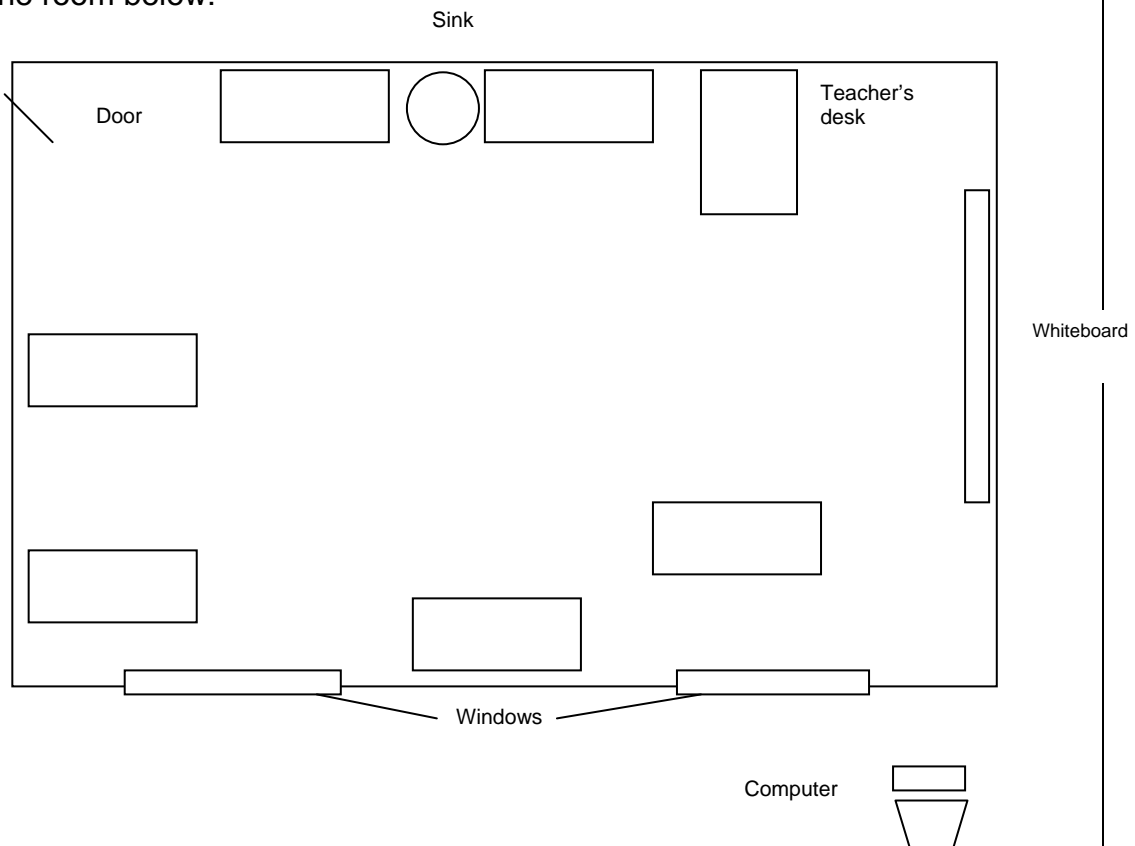 he room below.
Sink
Door
Teacher's
desk
Whiteboard
Windows
Computer